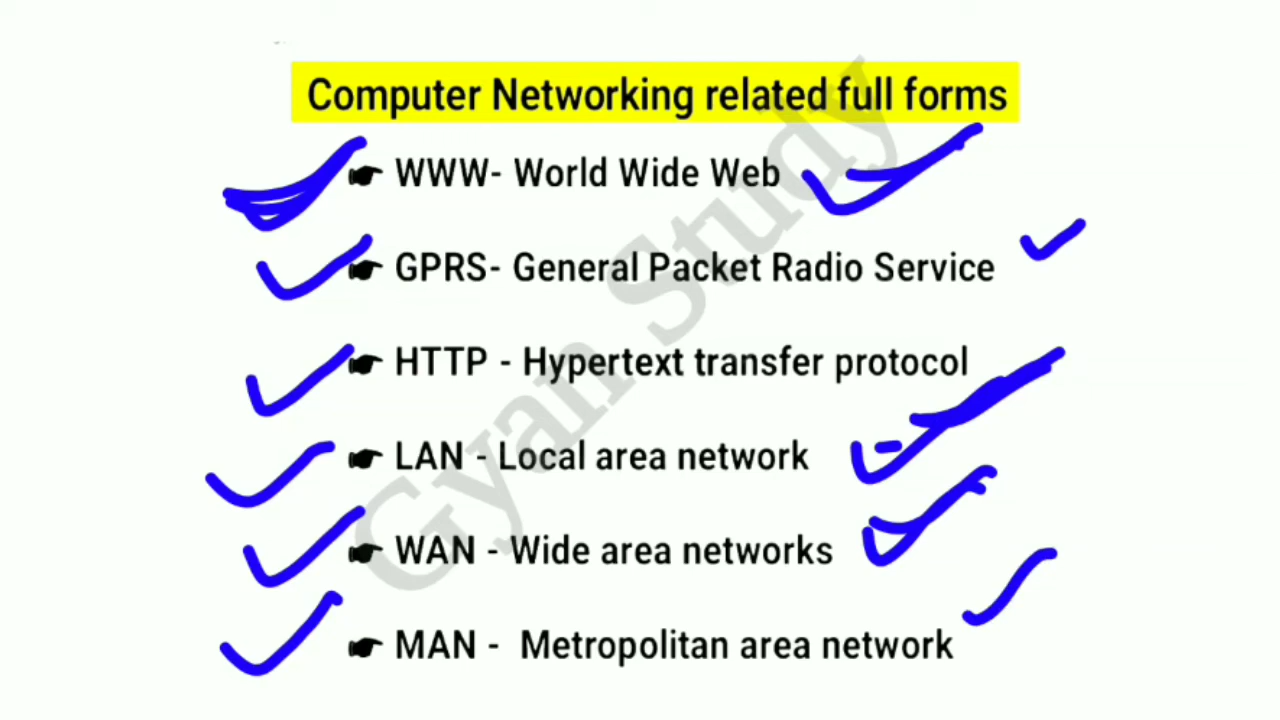 Computer Networking related full forms
☛ WWW- World Wide Web
☛ GPRS- General Packet Radio Service
☛ HTTP - Hypertext transfer protocol
☛ LAN - Local area network
☛ WAN - Wide area networks
☛ MAN - Metropolitan area network
Gyan Study